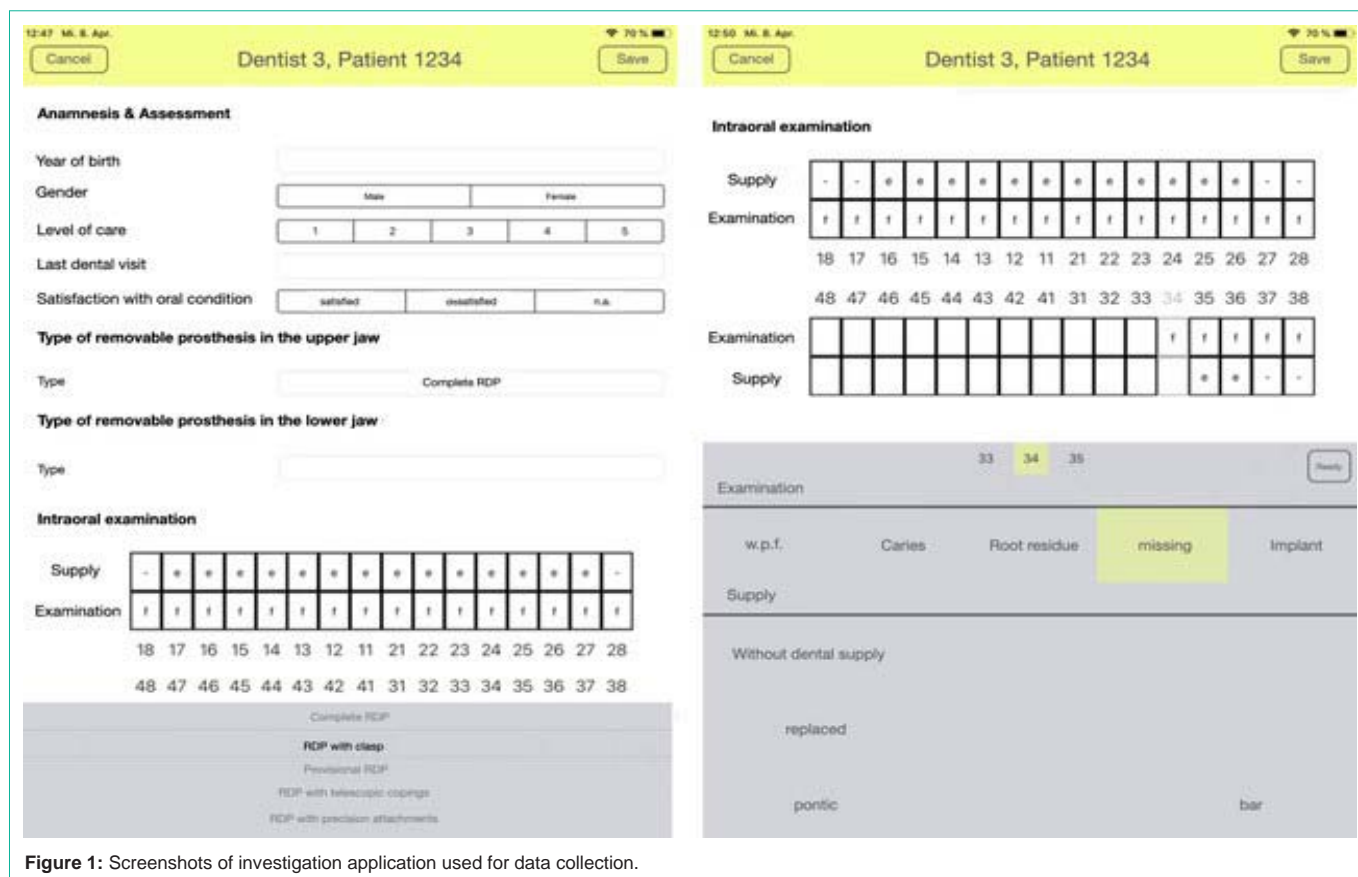 12:47 Mi. 8. Apr. 70 %
Cancel Dentist 3, Patient 1234 Save
Anamnesis & Assessment
Year of birth
Gender Male Female
Level of care 1 2 3 4 5
Last dental visit
Satisfaction with oral condition satisfied dissatisfied n.a.
Type of removable prosthesis in the upper jaw
Type Complete RDP
Type of removable prosthesis in the lower jaw
Type
Intraoral examination
Supply - e e e e e e e e e e e e e e -
Examination f f f f f f f f f f f f f f f f
18 17 16 15 14 13 12 11 21 22 23 24 25 26 27 28
48 47 46 45 44 43 42 41 31 32 33 34 35 36 37 38
Complete RDP
RDP with clasp
Provisional RDP
RDP with telescopic copings
RDP with precision attachments
12:50 Mi. 8. Apr. 70 %
Cancel Dentist 3, Patient 1234 Save
Intraoral examination
Supply - - e e e e e e e e e e e e - -
Examination f f f f f f f f f f f f f f f f
18 17 16 15 14 13 12 11 21 22 23 24 25 26 27 28
48 47 46 45 44 43 42 41 31 32 33 34 35 36 37 38
Examination f f f f f
Supply e e - -
33 34 35 Ready
Examination
w.p.f. Caries Root residue missing Implant
Supply
Without dental supply
replaced
pontic bar
Figure 1: Screenshots of investigation application used for data collection.